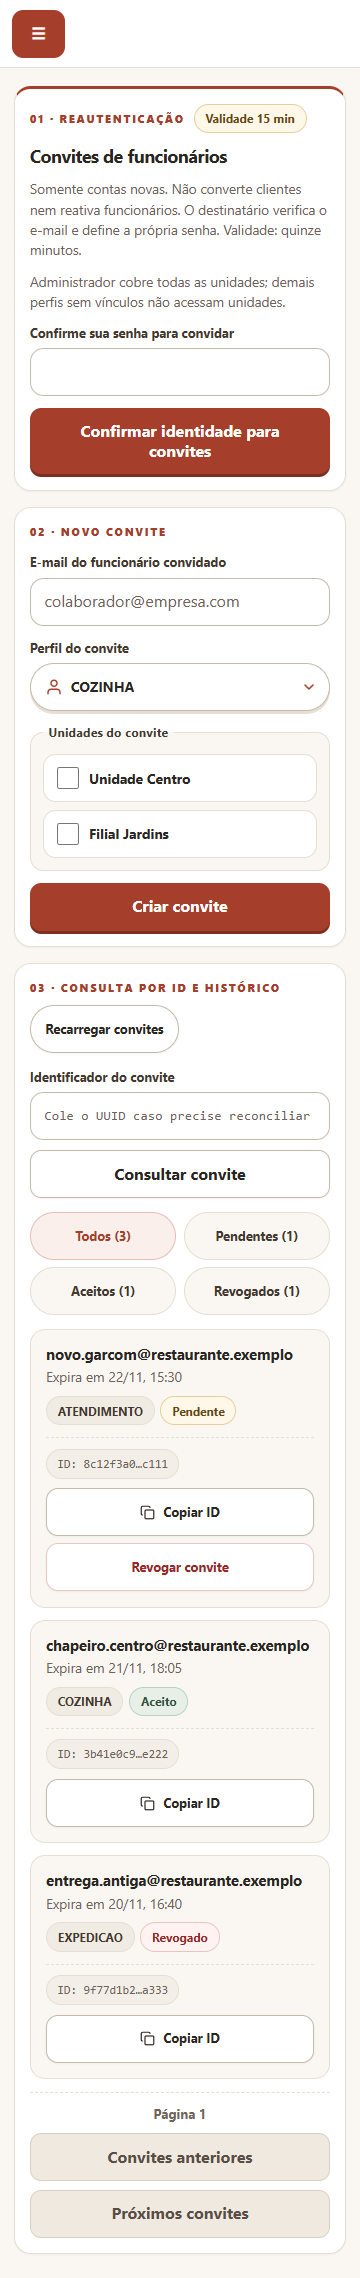 01 · REAUTENTICAÇÃO
Validade 15 min
Convites de funcionários
Somente contas novas. Não converte clientes
nem reativa funcionários. O destinatário verifica o
e-mail e define a própria senha. Validade: quinze
minutos.
Administrador cobre todas as unidades; demais
perfis sem vínculos não acessam unidades.
Confirme sua senha para convidar
Confirmar identidade para
convites
02 · NOVO CONVITE
E-mail do funcionário convidado
colaborador@empresa.com
Perfil do convite
COZINHA
Unidades do convite
Unidade Centro
Filial Jardins
Criar convite
03 · CONSULTA POR ID E HISTÓRICO
Recarregar convites
Identificador do convite
Cole o UUID caso precise reconciliar
Consultar convite
Todos (3)
Pendentes (1)
Aceitos (1)
Revogados (1)
novo.garcom@restaurante.exemplo
Expira em 22/11, 15:30
ATENDIMENTO
Pendente
ID: 8c12f3a0…c111
Copiar ID
Revogar convite
chapeiro.centro@restaurante.exemplo
Expira em 21/11, 18:05
COZINHA
Aceito
ID: 3b41e0c9…e222
Copiar ID
entrega.antiga@restaurante.exemplo
Expira em 20/11, 16:40
EXPEDICAO
Revogado
ID: 9f77d1b2…a333
Copiar ID
Página 1
Convites anteriores
Próximos convites